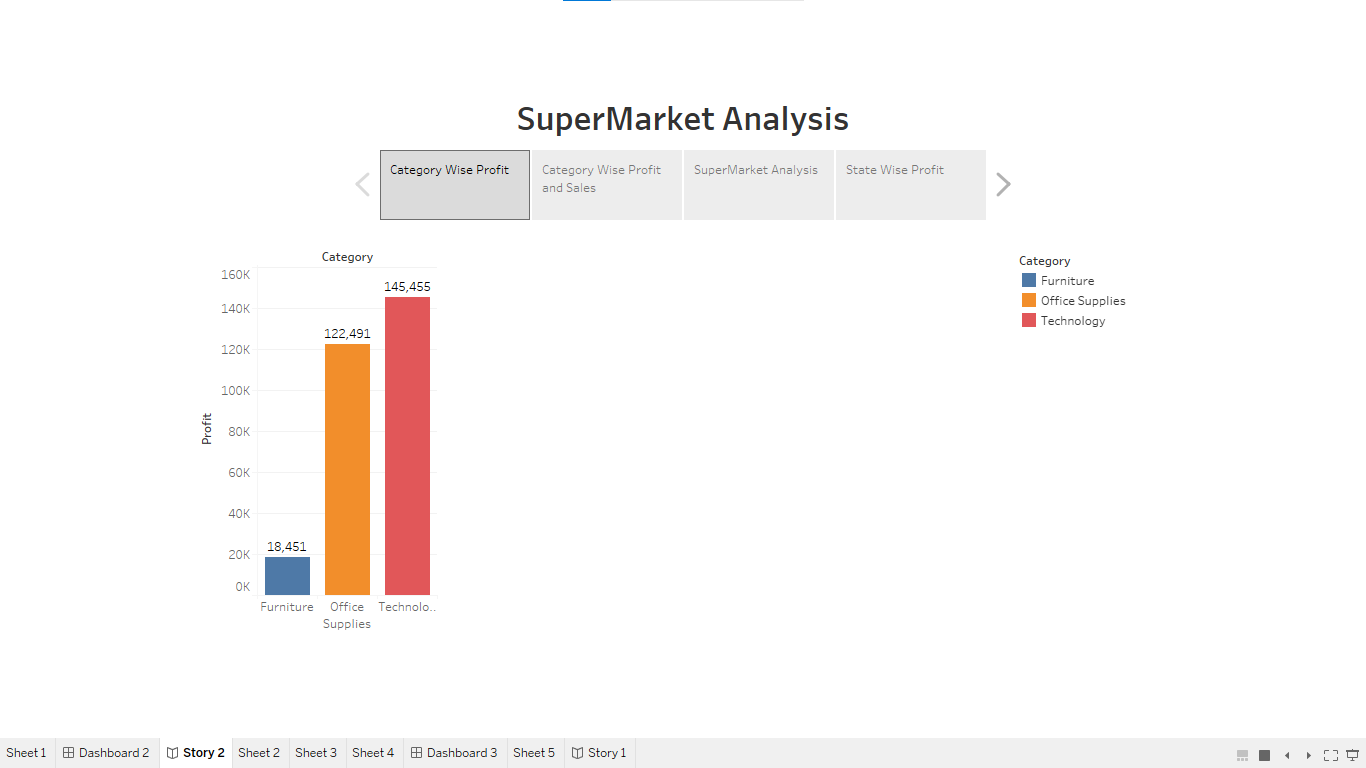 SuperMarket Analysis
Category Wise Profit
Category Wise Profit
and Sales
SuperMarket Analysis
State Wise Profit
Category
160K
140K
120K
100K
80K
60K
40K
20K
0K
Profit
18,451
122,491
145,455
Furniture
Office
Supplies
Technolo..
Category
Furniture
Office Supplies
Technology
Sheet 1
Dashboard 2
Story 2
Sheet 2
Sheet 3
Sheet 4
Dashboard 3
Sheet 5
Story 1